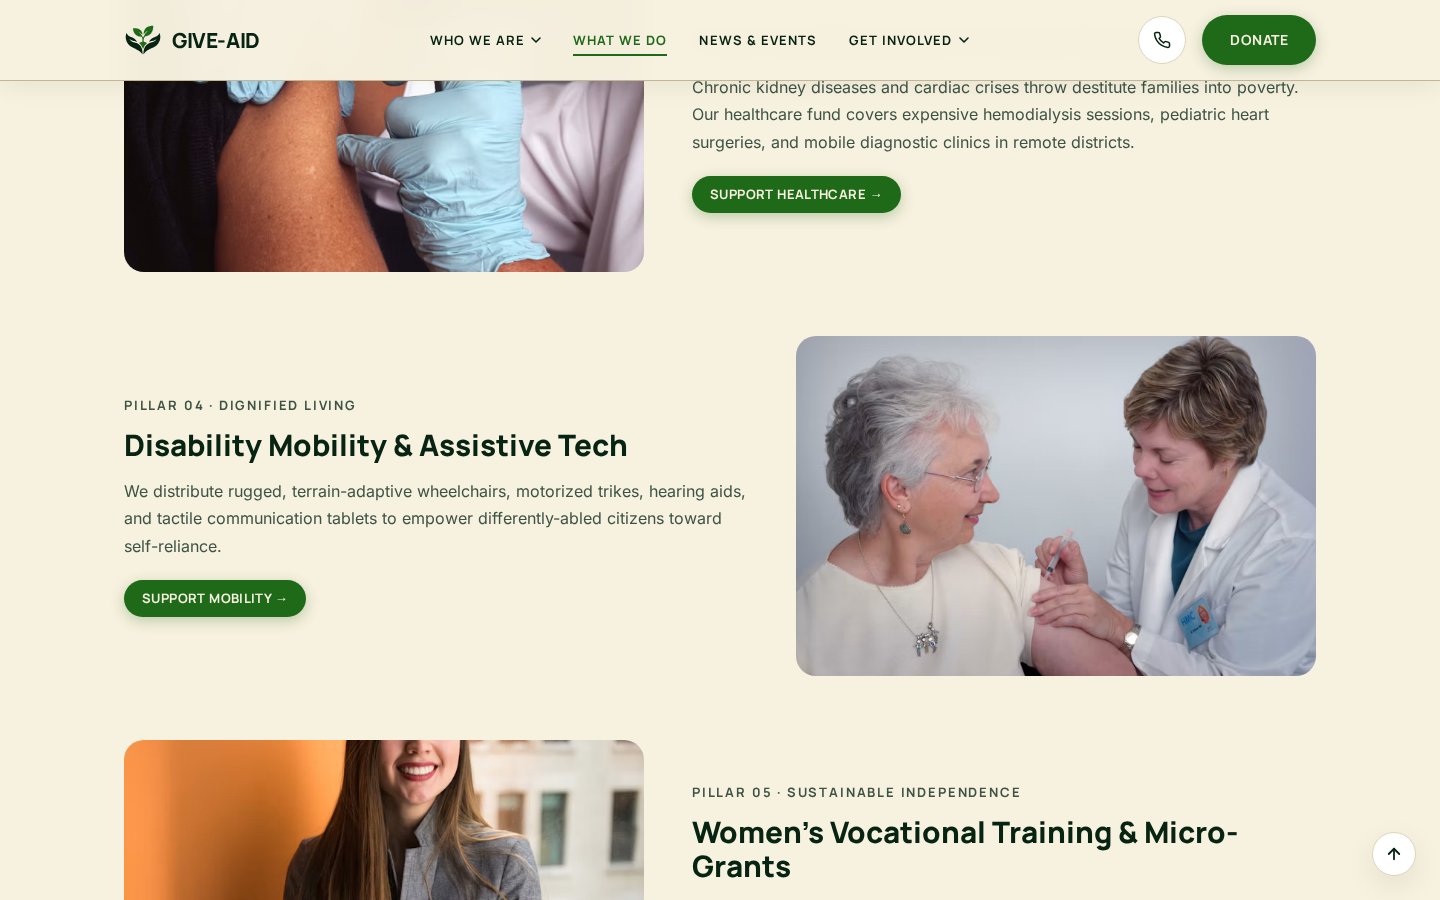 GIVE-AID
WHO WE ARE
WHAT WE DO
NEWS & EVENTS
GET INVOLVED
DONATE
Chronic kidney diseases and cardiac crises throw destitute families into poverty.
Our healthcare fund covers expensive hemodialysis sessions, pediatric heart
surgeries, and mobile diagnostic clinics in remote districts.
SUPPORT HEALTHCARE →
PILLAR 04 · DIGNIFIED LIVING
Disability Mobility & Assistive Tech
We distribute rugged, terrain-adaptive wheelchairs, motorized trikes, hearing aids,
and tactile communication tablets to empower differently-abled citizens toward
self-reliance.
SUPPORT MOBILITY →
HMC
PILLAR 05 · SUSTAINABLE INDEPENDENCE
Women's Vocational Training & Micro-
Grants